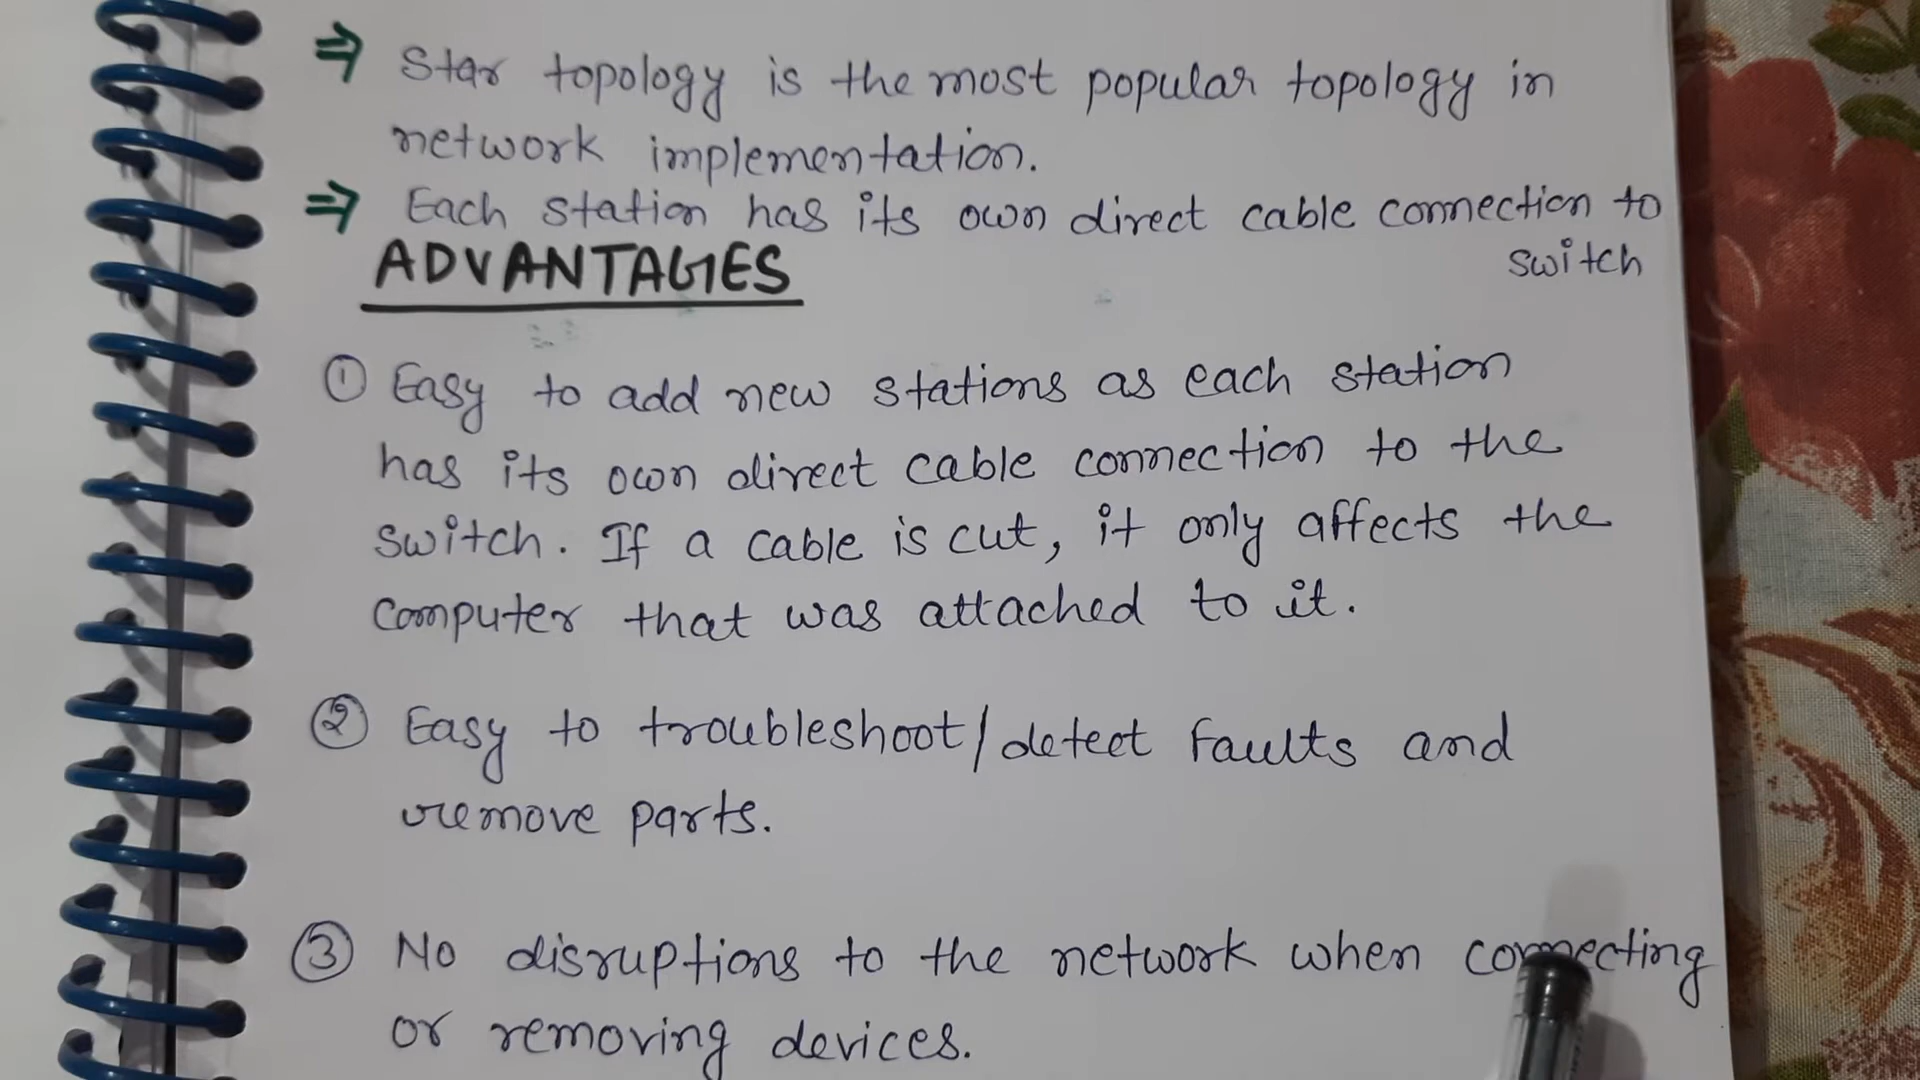 ⇒ Star topology is the most popular topology in
network implementation.
⇒ Each station has its own direct cable connection to
switch
ADVANTAGES
① Easy to add new stations as each station
has its own direct cable connection to the
switch. If a cable is cut, it only affects the
computer that was attached to it.
② Easy to troubleshoot/detect faults and
remove parts.
③ No disruptions to the network when connecting
or removing devices.